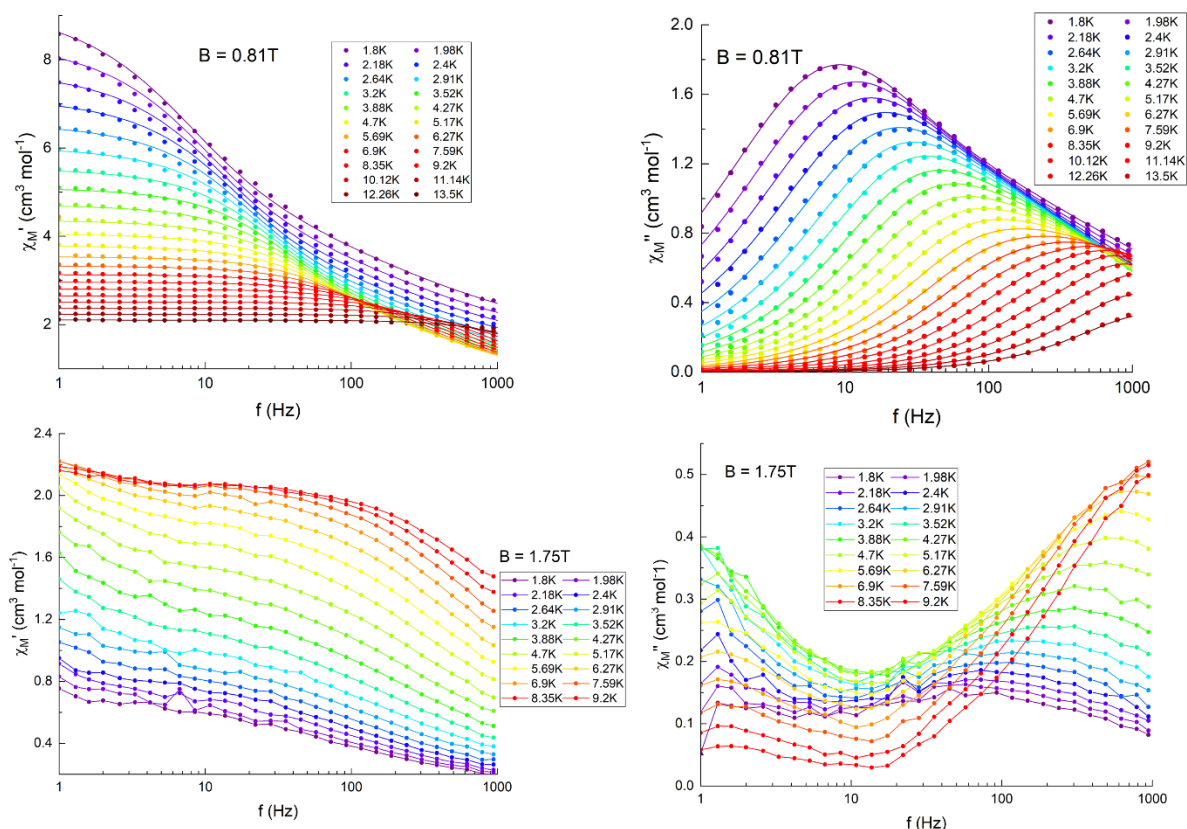 χM' (cm3 mol-1)
8
6
4
2
B = 0.81T
1.8K 1.98K
2.18K 2.4K
2.64K 2.91K
3.2K 3.52K
3.88K 4.27K
4.7K 5.17K
5.69K 6.27K
6.9K 7.59K
8.35K 9.2K
10.12K 11.14K
12.26K 13.5K
1 10 100 1000
f (Hz)
χM'' (cm3 mol-1)
2.0
1.6
1.2
0.8
0.4
0.0
B = 0.81T
1.8K 1.98K
2.18K 2.4K
2.64K 2.91K
3.2K 3.52K
3.88K 4.27K
4.7K 5.17K
5.69K 6.27K
6.9K 7.59K
8.35K 9.2K
10.12K 11.14K
12.26K 13.5K
1 10 100 1000
f (Hz)
χM' (cm3 mol-1)
2.4
2.0
1.6
1.2
0.8
0.4
B = 1.75T
1.8K 1.98K
2.18K 2.4K
2.64K 2.91K
3.2K 3.52K
3.88K 4.27K
4.7K 5.17K
5.69K 6.27K
6.9K 7.59K
8.35K 9.2K
1 10 100 1000
f (Hz)
χM'' (cm3 mol-1)
0.5
0.4
0.3
0.2
0.1
0.0
B = 1.75T
1.8K 1.98K
2.18K 2.4K
2.64K 2.91K
3.2K 3.52K
3.88K 4.27K
4.7K 5.17K
5.69K 6.27K
6.9K 7.59K
8.35K 9.2K
1 10 100 1000
f (Hz)